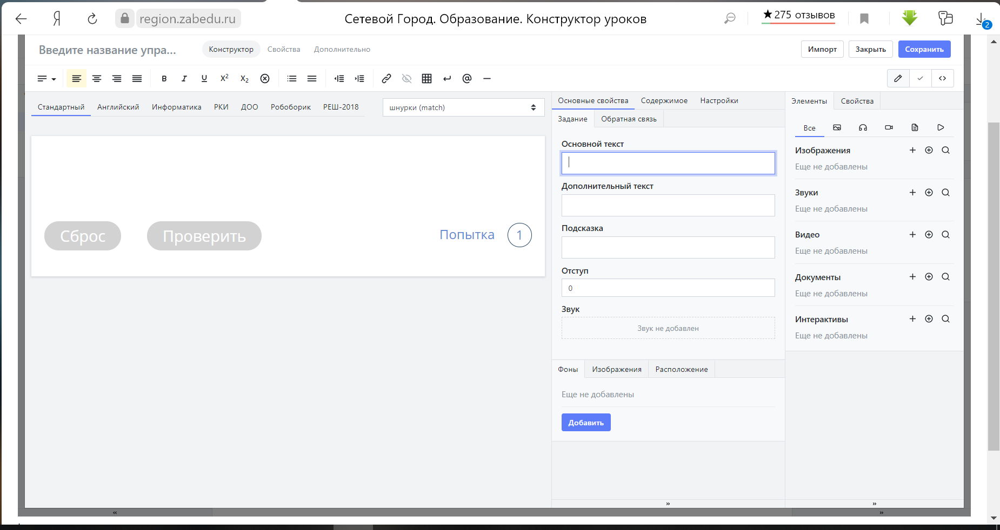 region.zabedu.ru
Сетевой Город. Образование. Конструктор уроков
★275 отзывов
2
Введите название упра...
Конструктор
Свойства
Дополнительно
Импорт
Закрыть
Сохранить
B I U X² X₂
Стандартный
Английский
Информатика
РКИ
ДОО
Робоборик
РЕШ-2018
шнурки (match)
Сброс
Проверить
Попытка
1
Основные свойства
Содержимое
Настройки
Задание
Обратная связь
Основной текст
Дополнительный текст
Подсказка
Отступ
0
Звук
Звук не добавлен
Фоны
Изображения
Расположение
Еще не добавлены
Добавить
»
Элементы
Свойства
Все
Изображения
Еще не добавлены
Звуки
Еще не добавлены
Видео
Еще не добавлены
Документы
Еще не добавлены
Интерактивы
Еще не добавлены
»
«
»